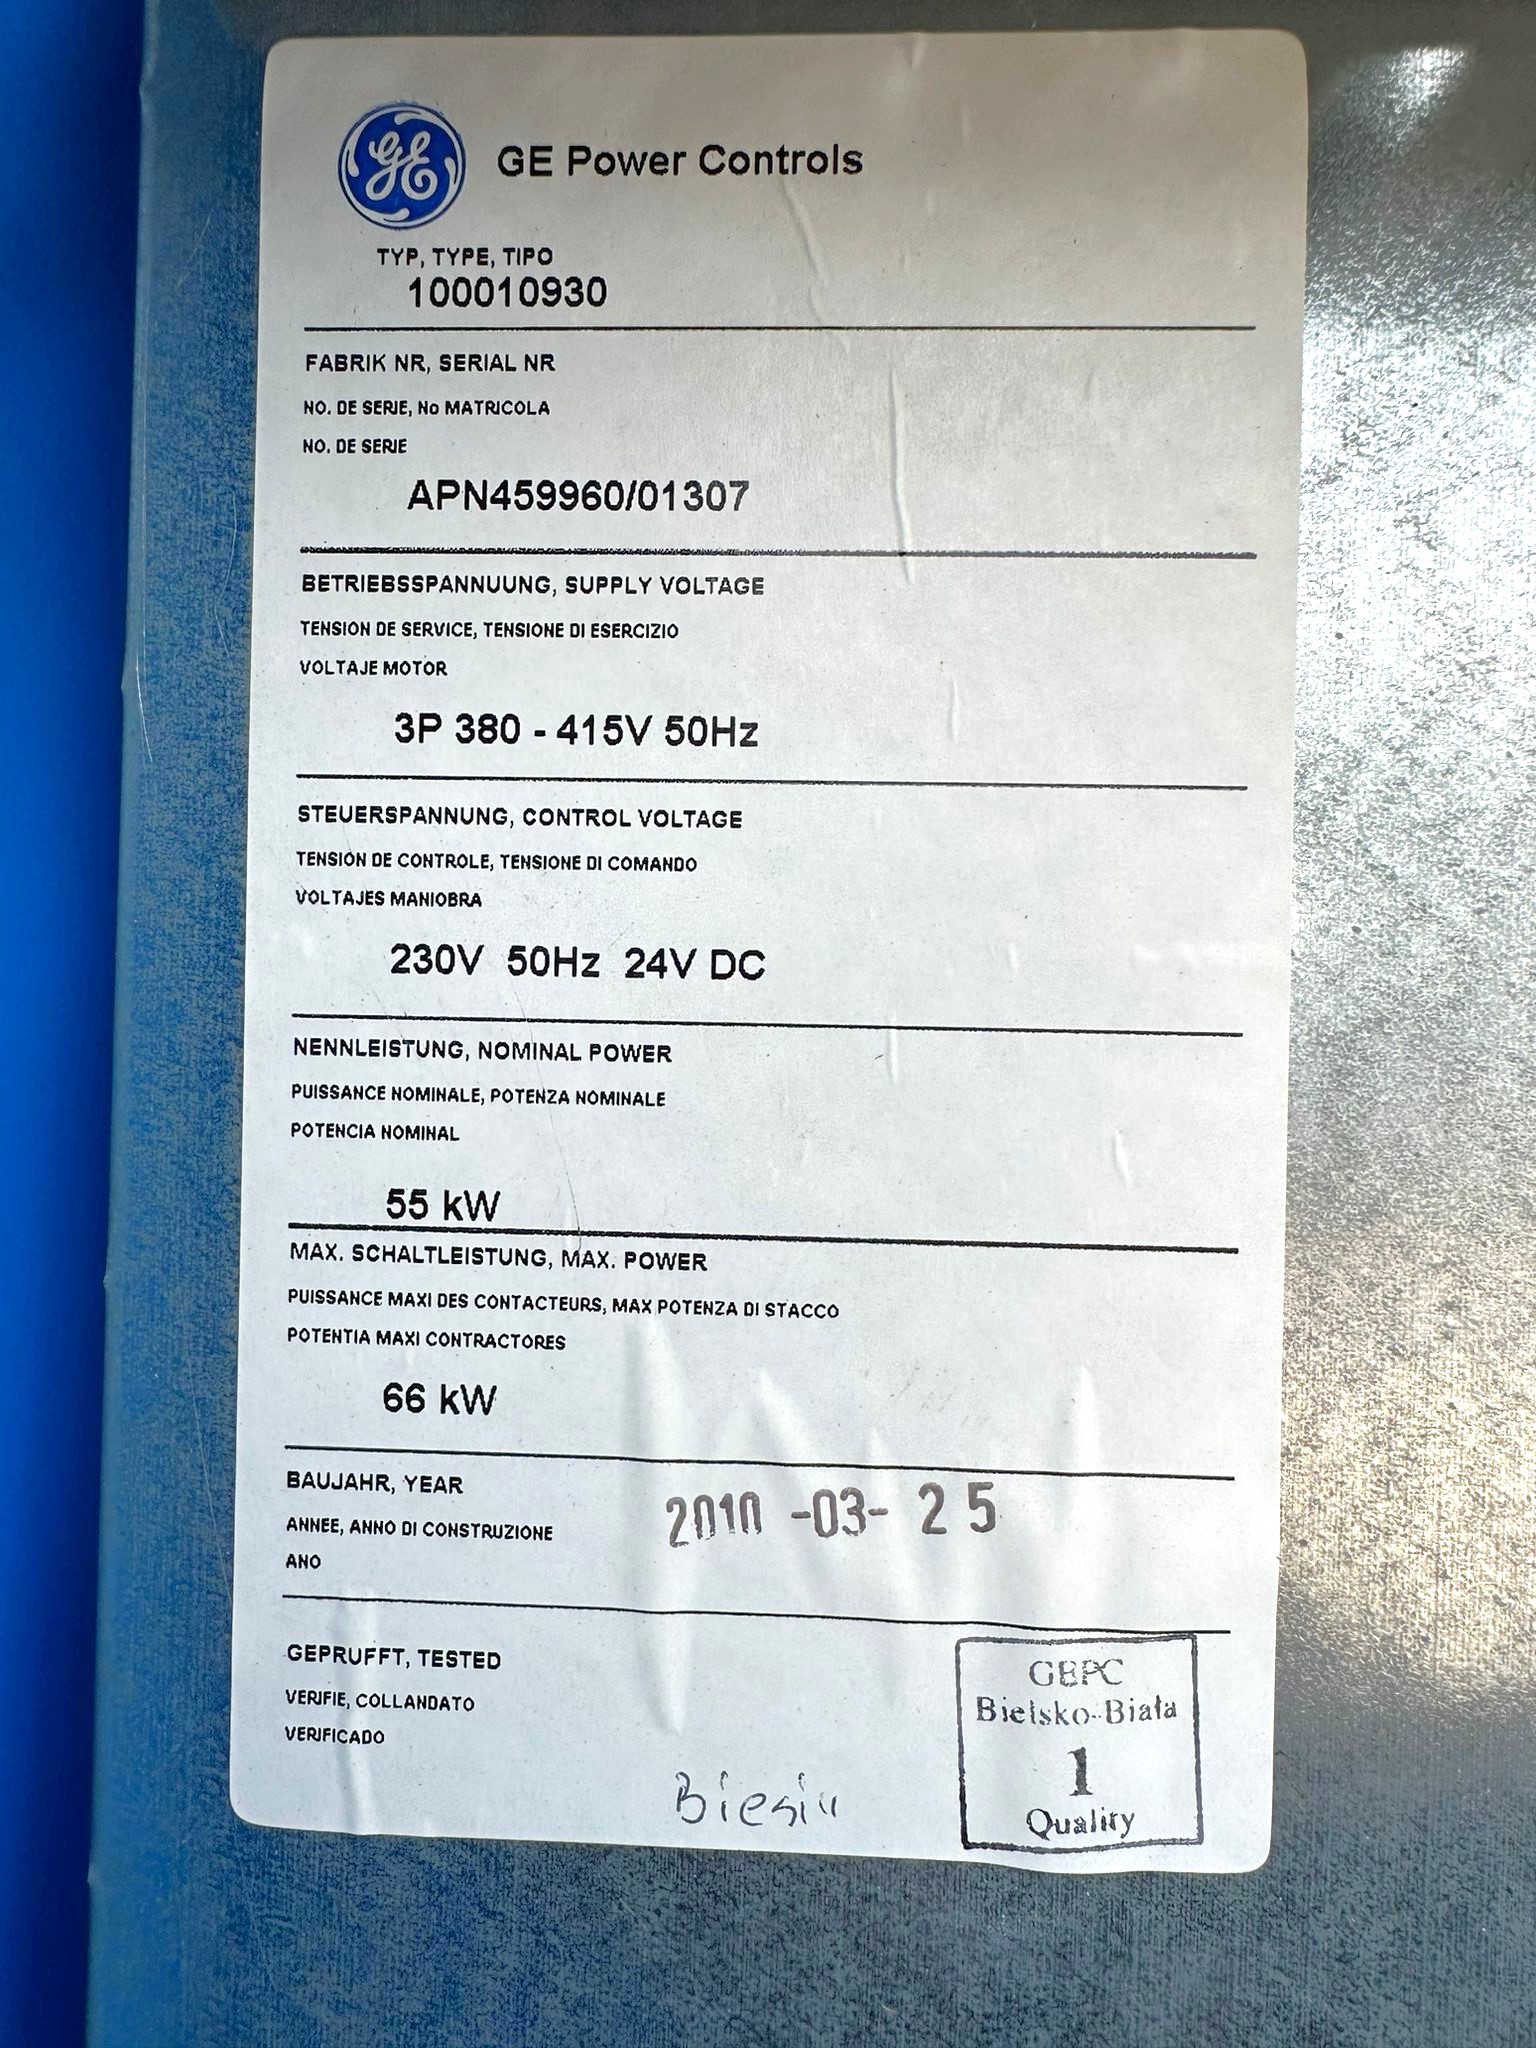 GE
GE Power Controls
TYP, TYPE, TIPO
100010930
FABRIK NR, SERIAL NR
NO. DE SERIE, No MATRICOLA
NO. DE SERIE
APN459960/01307
BETRIEBSSPANNUUNG, SUPPLY VOLTAGE
TENSION DE SERVICE, TENSIONE DI ESERCIZIO
VOLTAJE MOTOR
3P 380 - 415V 50Hz
STEUERSPANNUNG, CONTROL VOLTAGE
TENSION DE CONTROLE, TENSIONE DI COMANDO
VOLTAJES MANIOBRA
230V 50Hz 24V DC
NENNLEISTUNG, NOMINAL POWER
PUISSANCE NOMINALE, POTENZA NOMINALE
POTENCIA NOMINAL
55 kW
MAX. SCHALTLEISTUNG, MAX. POWER
PUISSANCE MAXI DES CONTACTEURS, MAX POTENZA DI STACCO
POTENTIA MAXI CONTRACTORES
66 kW
BAUJAHR, YEAR
ANNEE, ANNO DI CONSTRUZIONE
ANO
2010 -03- 25
GEPRUFFT, TESTED
VERIFIE, COLLANDATO
VERIFICADO
GEPC
Bielsko-Biała
1
Quality